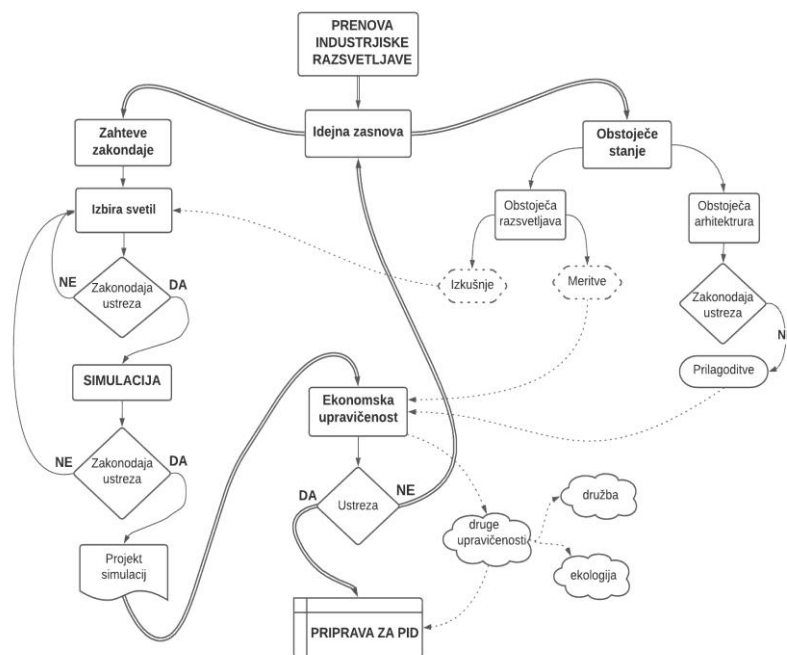 PRENOVA
INDUSTRJISKE
RAZSVETLJAVE
Idejna zasnova
Zahteve
zakondaje
Obstoječe
stanje
Izbira svetil
Obstoječa
razsvetljava
Obstoječa
arhitektrura
NE
DA
Zakonodaja
ustreza
Izkušnje
Meritve
Zakonodaja
ustreza
SIMULACIJA
Prilagoditve
Ekonomska
upravičenost
NE
DA
Zakonodaja
ustreza
DA
NE
Ustreza
družba
druge
upravičenosti
Projekt
simulacij
ekologija
PRIPRAVA ZA PID